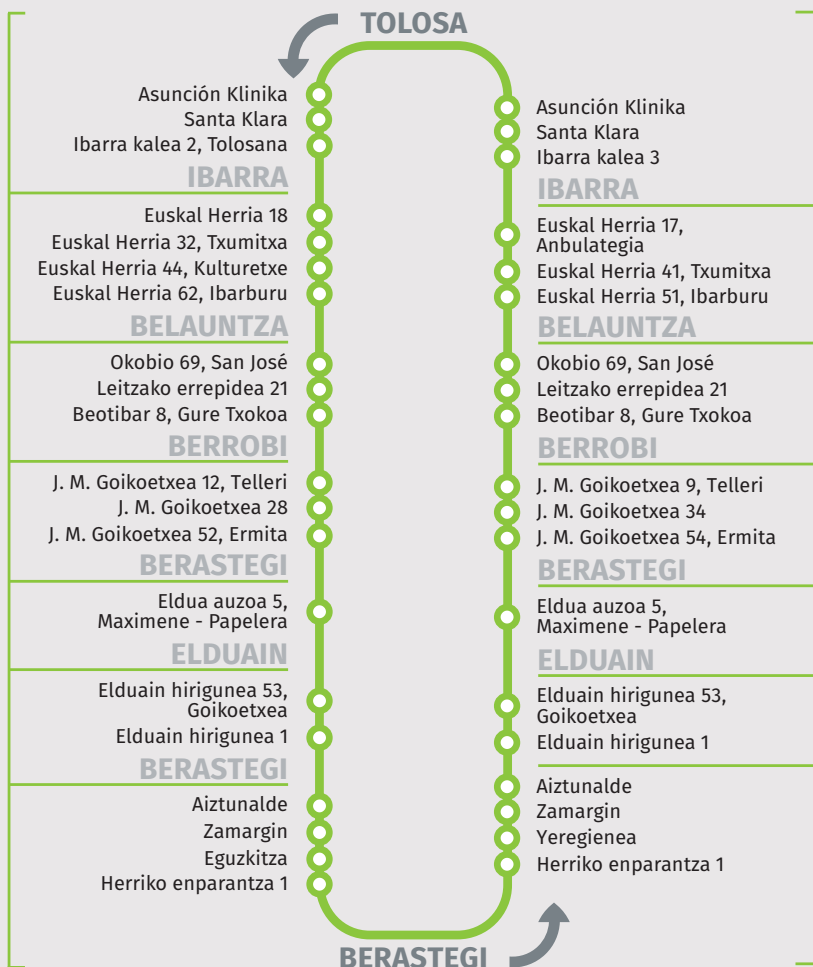 TOLOSA
Asunción Klinika
Santa Klara
Ibarra kalea 2, Tolosana
IBARRA
Euskal Herria 18
Euskal Herria 32, Txumitxa
Euskal Herria 44, Kulturetxe
Euskal Herria 62, Ibarburu
BELAUNTZA
Okobio 69, San José
Leitzako errepidea 21
Beotibar 8, Gure Txokoa
BERROBI
J. M. Goikoetxea 12, Telleri
J. M. Goikoetxea 28
J. M. Goikoetxea 52, Ermita
BERASTEGI
Eldua auzoa 5,
Maximene - Papelera
ELDUAIN
Elduain hirigunea 53,
Goikoetxea
Elduain hirigunea 1
BERASTEGI
Aiztunalde
Zamargin
Eguzkitza
Herriko enparantza 1
Asunción Klinika
Santa Klara
Ibarra kalea 3
IBARRA
Euskal Herria 17,
Anbulategia
Euskal Herria 41, Txumitxa
Euskal Herria 51, Ibarburu
BELAUNTZA
Okobio 69, San José
Leitzako errepidea 21
Beotibar 8, Gure Txokoa
BERROBI
J. M. Goikoetxea 9, Telleri
J. M. Goikoetxea 34
J. M. Goikoetxea 54, Ermita
BERASTEGI
Eldua auzoa 5,
Maximene - Papelera
ELDUAIN
Elduain hirigunea 53,
Goikoetxea
Elduain hirigunea 1
Aiztunalde
Zamargin
Yeregienea
Herriko enparantza 1
BERASTEGI